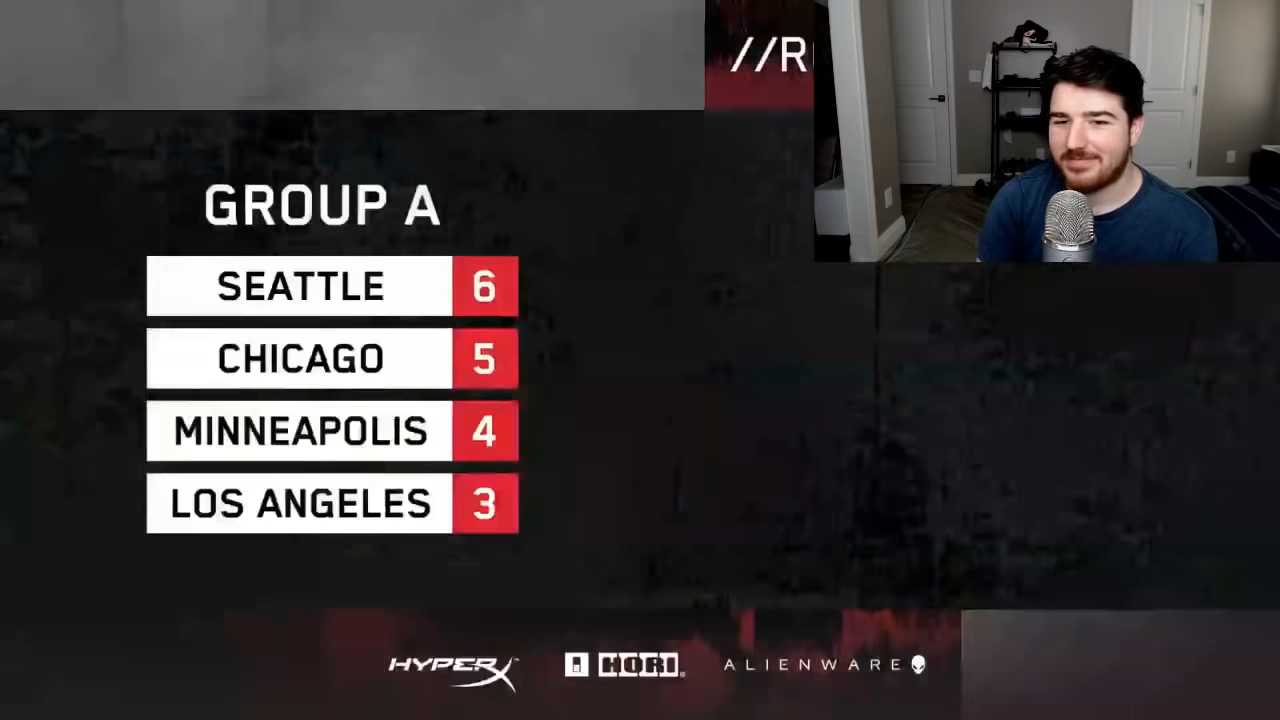 //R
GROUP A
SEATTLE 6
CHICAGO 5
MINNEAPOLIS 4
LOS ANGELES 3
HYPERX HORI ALIENWARE